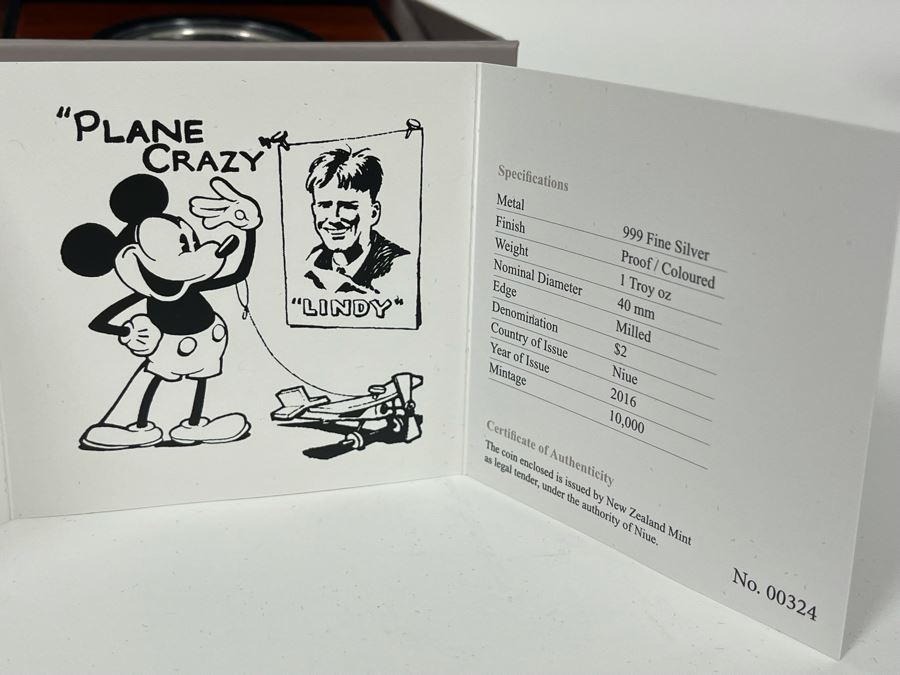 "PLANE
CRAZY"
"LINDY"
Specifications
Metal 999 Fine Silver
Finish Proof / Coloured
Weight 1 Troy oz
Nominal Diameter 40 mm
Edge Milled
Denomination $2
Country of Issue Niue
Year of Issue 2016
Mintage 10,000
Certificate of Authenticity
The coin enclosed is issued by New Zealand Mint
as legal tender, under the authority of Niue.
No. 00324